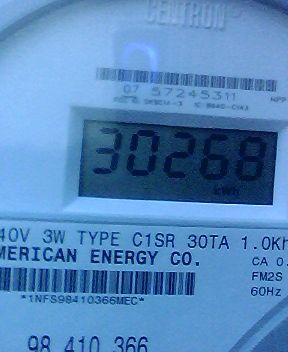 CENTRON
07 57245311
30268
kWh
40V 3W TYPE C1SR 30TA 1.0Kh
MERICAN ENERGY CO.
CA 0.
FM2S
*1NFS98410366MEC*
60Hz
98 410 366